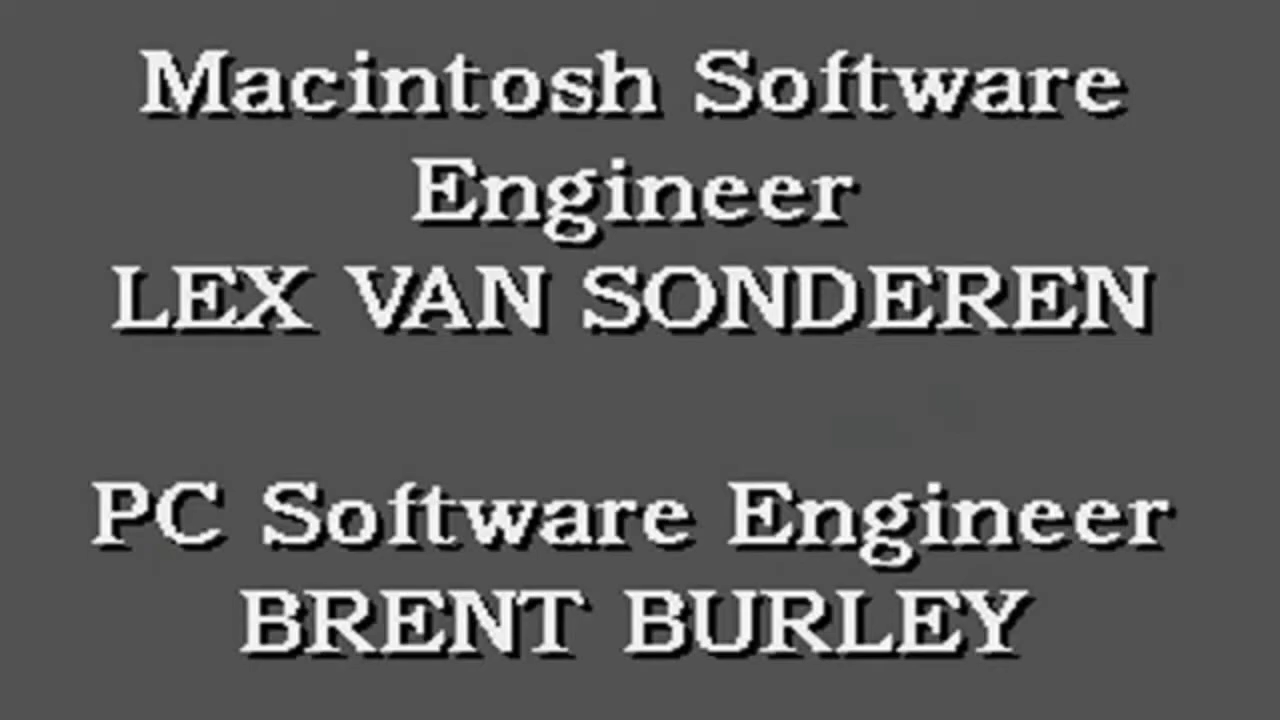 Macintosh Software
Engineer
LEX VAN SONDEREN
PC Software Engineer
BRENT BURLEY